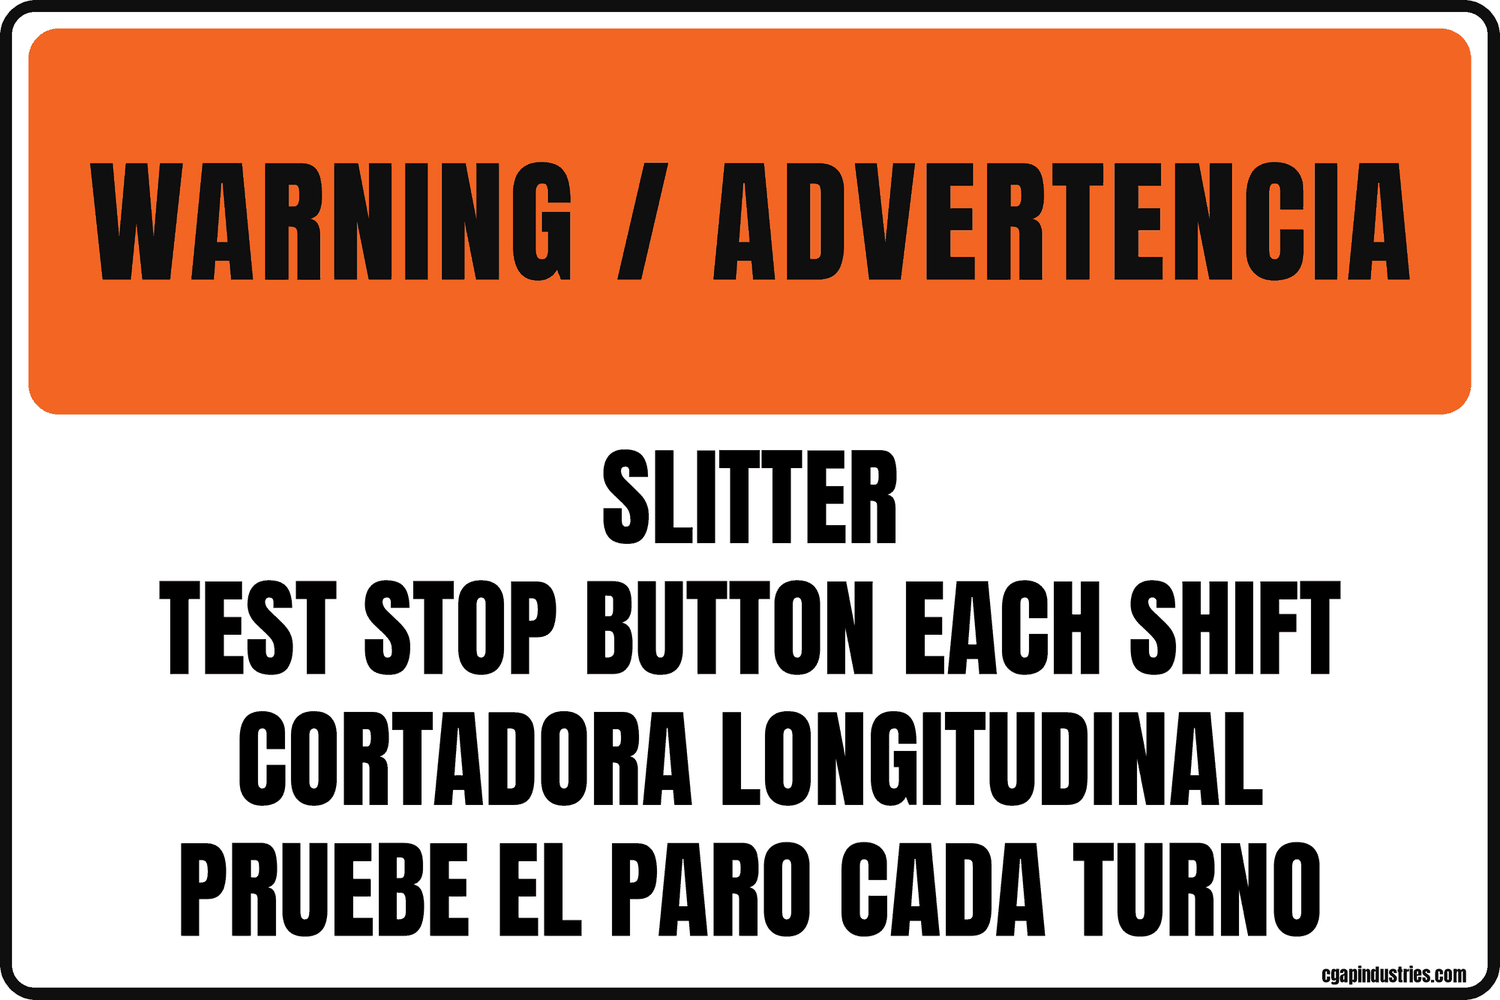 WARNING / ADVERTENCIA
SLITTER
TEST STOP BUTTON EACH SHIFT
CORTADORA LONGITUDINAL
PRUEBE EL PARO CADA TURNO
cgapindustries.com